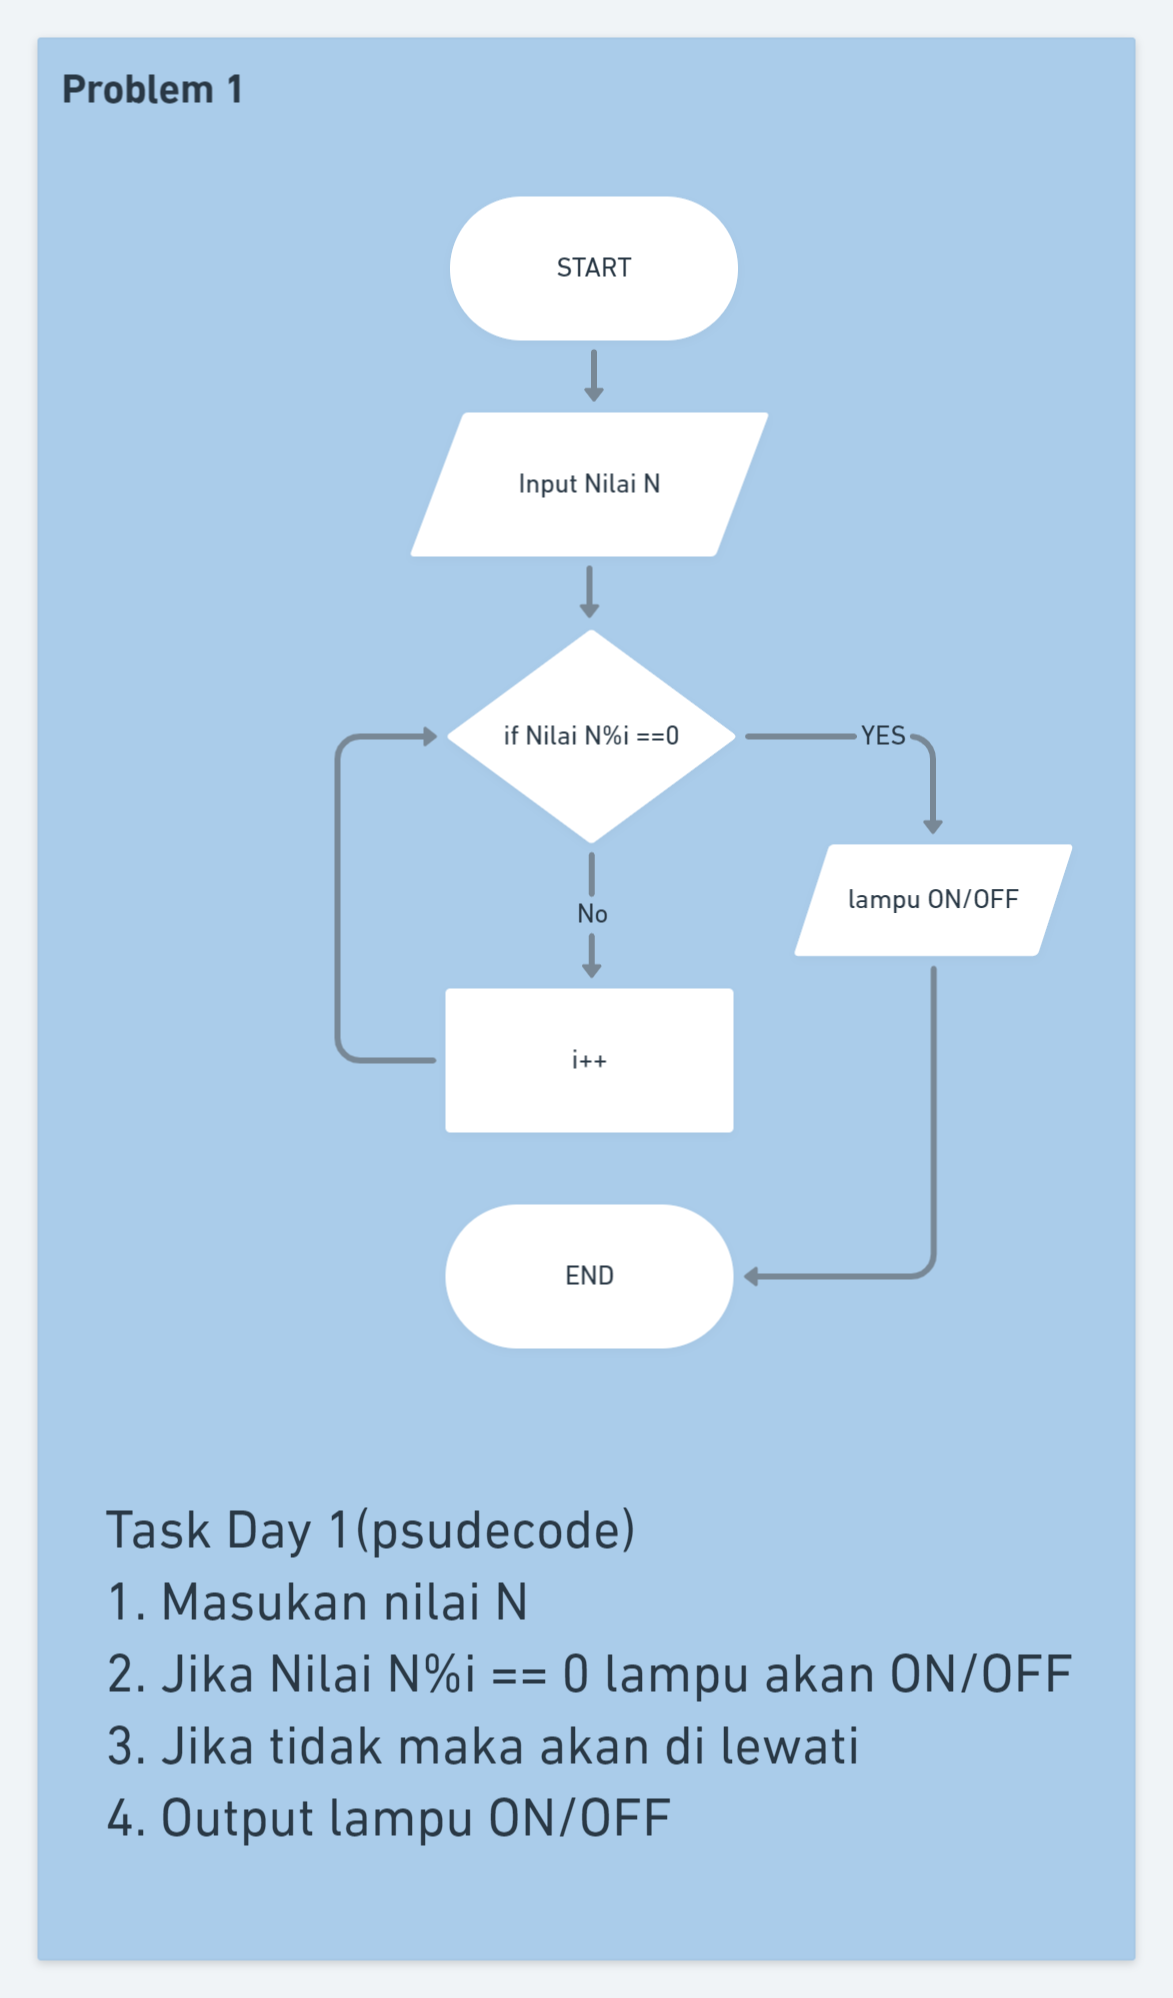 Problem 1
START
Input Nilai N
if Nilai N%i ==0
YES
lampu ON/OFF
No
i++
END
Task Day 1(psudecode)
1. Masukan nilai N
2. Jika Nilai N%i == 0 lampu akan ON/OFF
3. Jika tidak maka akan di lewati
4. Output lampu ON/OFF